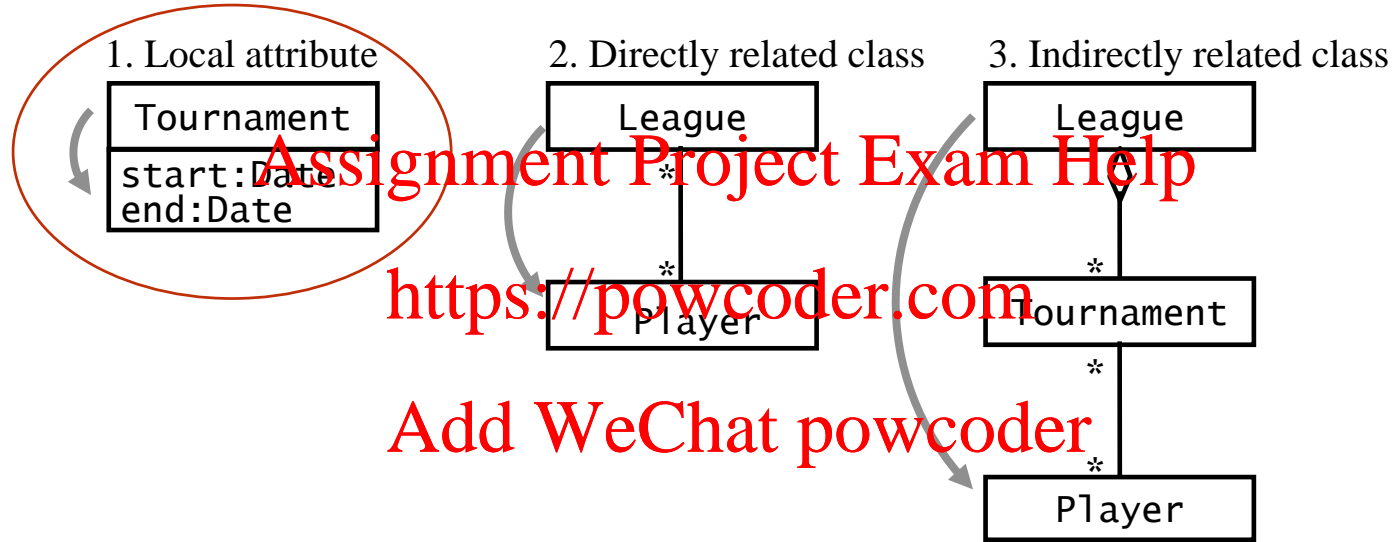 1. Local attribute
2. Directly related class
3. Indirectly related class
Tournament
start:Date
end:Date
League
*
*
Player
League
*
Tournament
*
*
Player
Assignment Project Exam Help
https://powcoder.com
Add WeChat powcoder